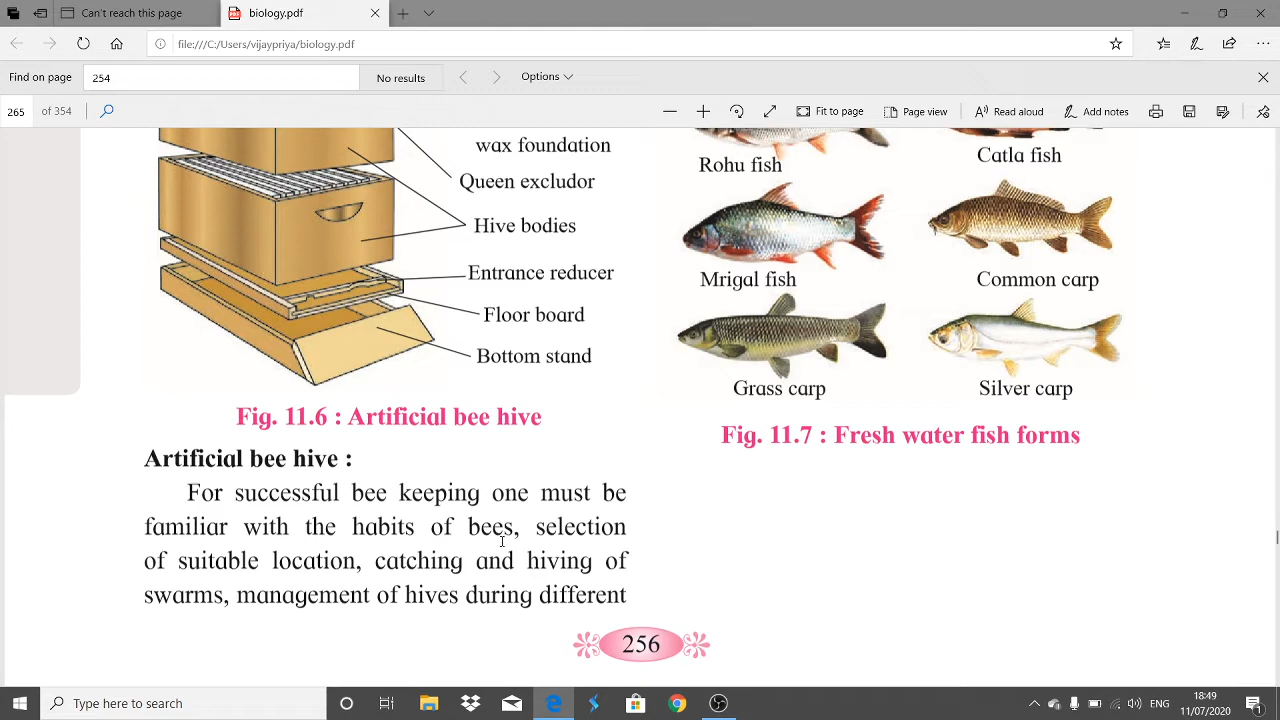 biology.pdf
biology.pdf
file:///C:/Users/vijaypriya/biology.pdf
Find on page
254
No results
Options
265
of 354
Fit to page
Page view
Read aloud
Add notes
wax foundation
Queen excludor
Hive bodies
Entrance reducer
Floor board
Bottom stand
Fig. 11.6 : Artificial bee hive
Artificial bee hive :
For successful bee keeping one must be
familiar with the habits of bees, selection
of suitable location, catching and hiving of
swarms, management of hives during different
Rohu fish
Catla fish
Mrigal fish
Common carp
Grass carp
Silver carp
Fig. 11.7 : Fresh water fish forms
256
Type here to search
ENG
18:49
11/07/2020